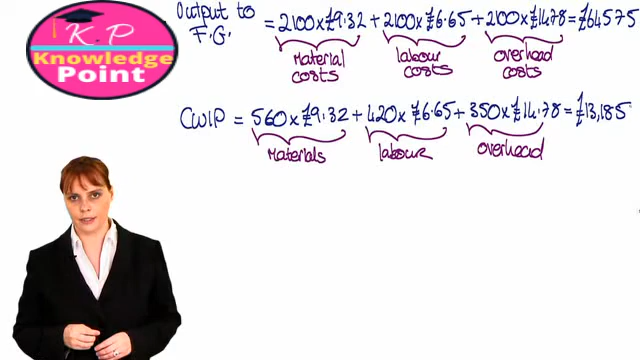 K.P
Knowledge
Point
Output to
F.G. = 2100 x £9.32 + 2100 x £6.65 + 2100 x £14.78 = £64575
Material costs labour costs overhead costs
CWIP = 560 x £9.32 + 420 x £6.65 + 350 x £14.78 = £13,185
Materials labour overhead